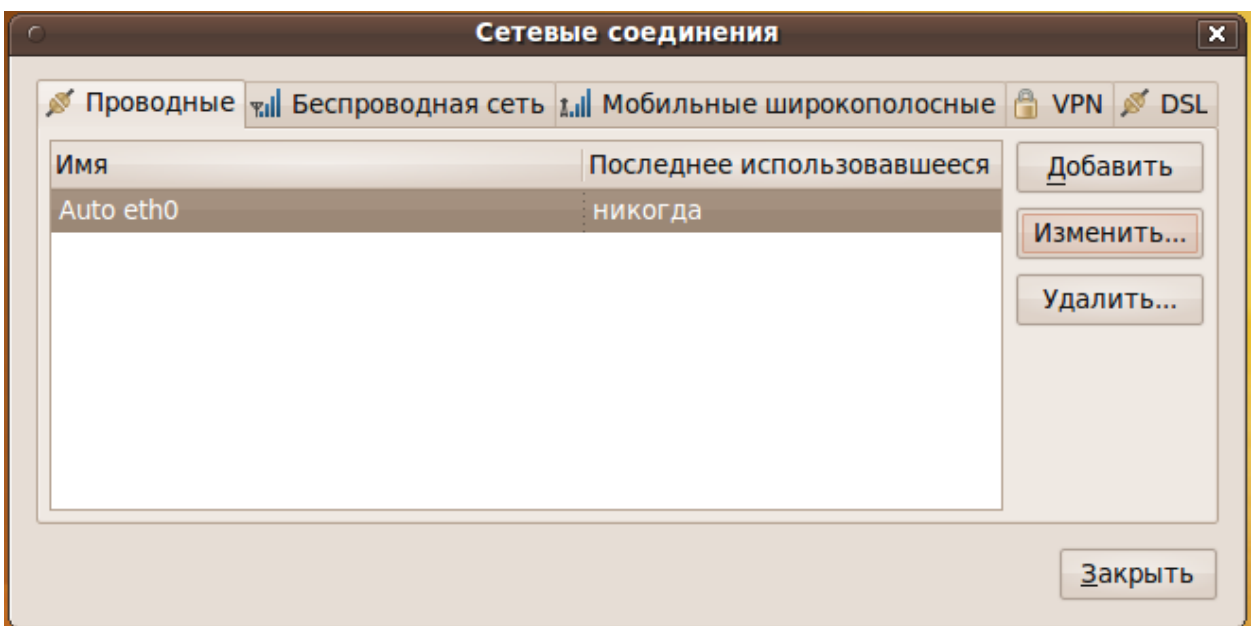 Сетевые соединения
Проводные Беспроводная сеть Мобильные широкополосные VPN DSL
Имя Последнее использовавшееся
Auto eth0 никогда
Добавить
Изменить...
Удалить...
Закрыть